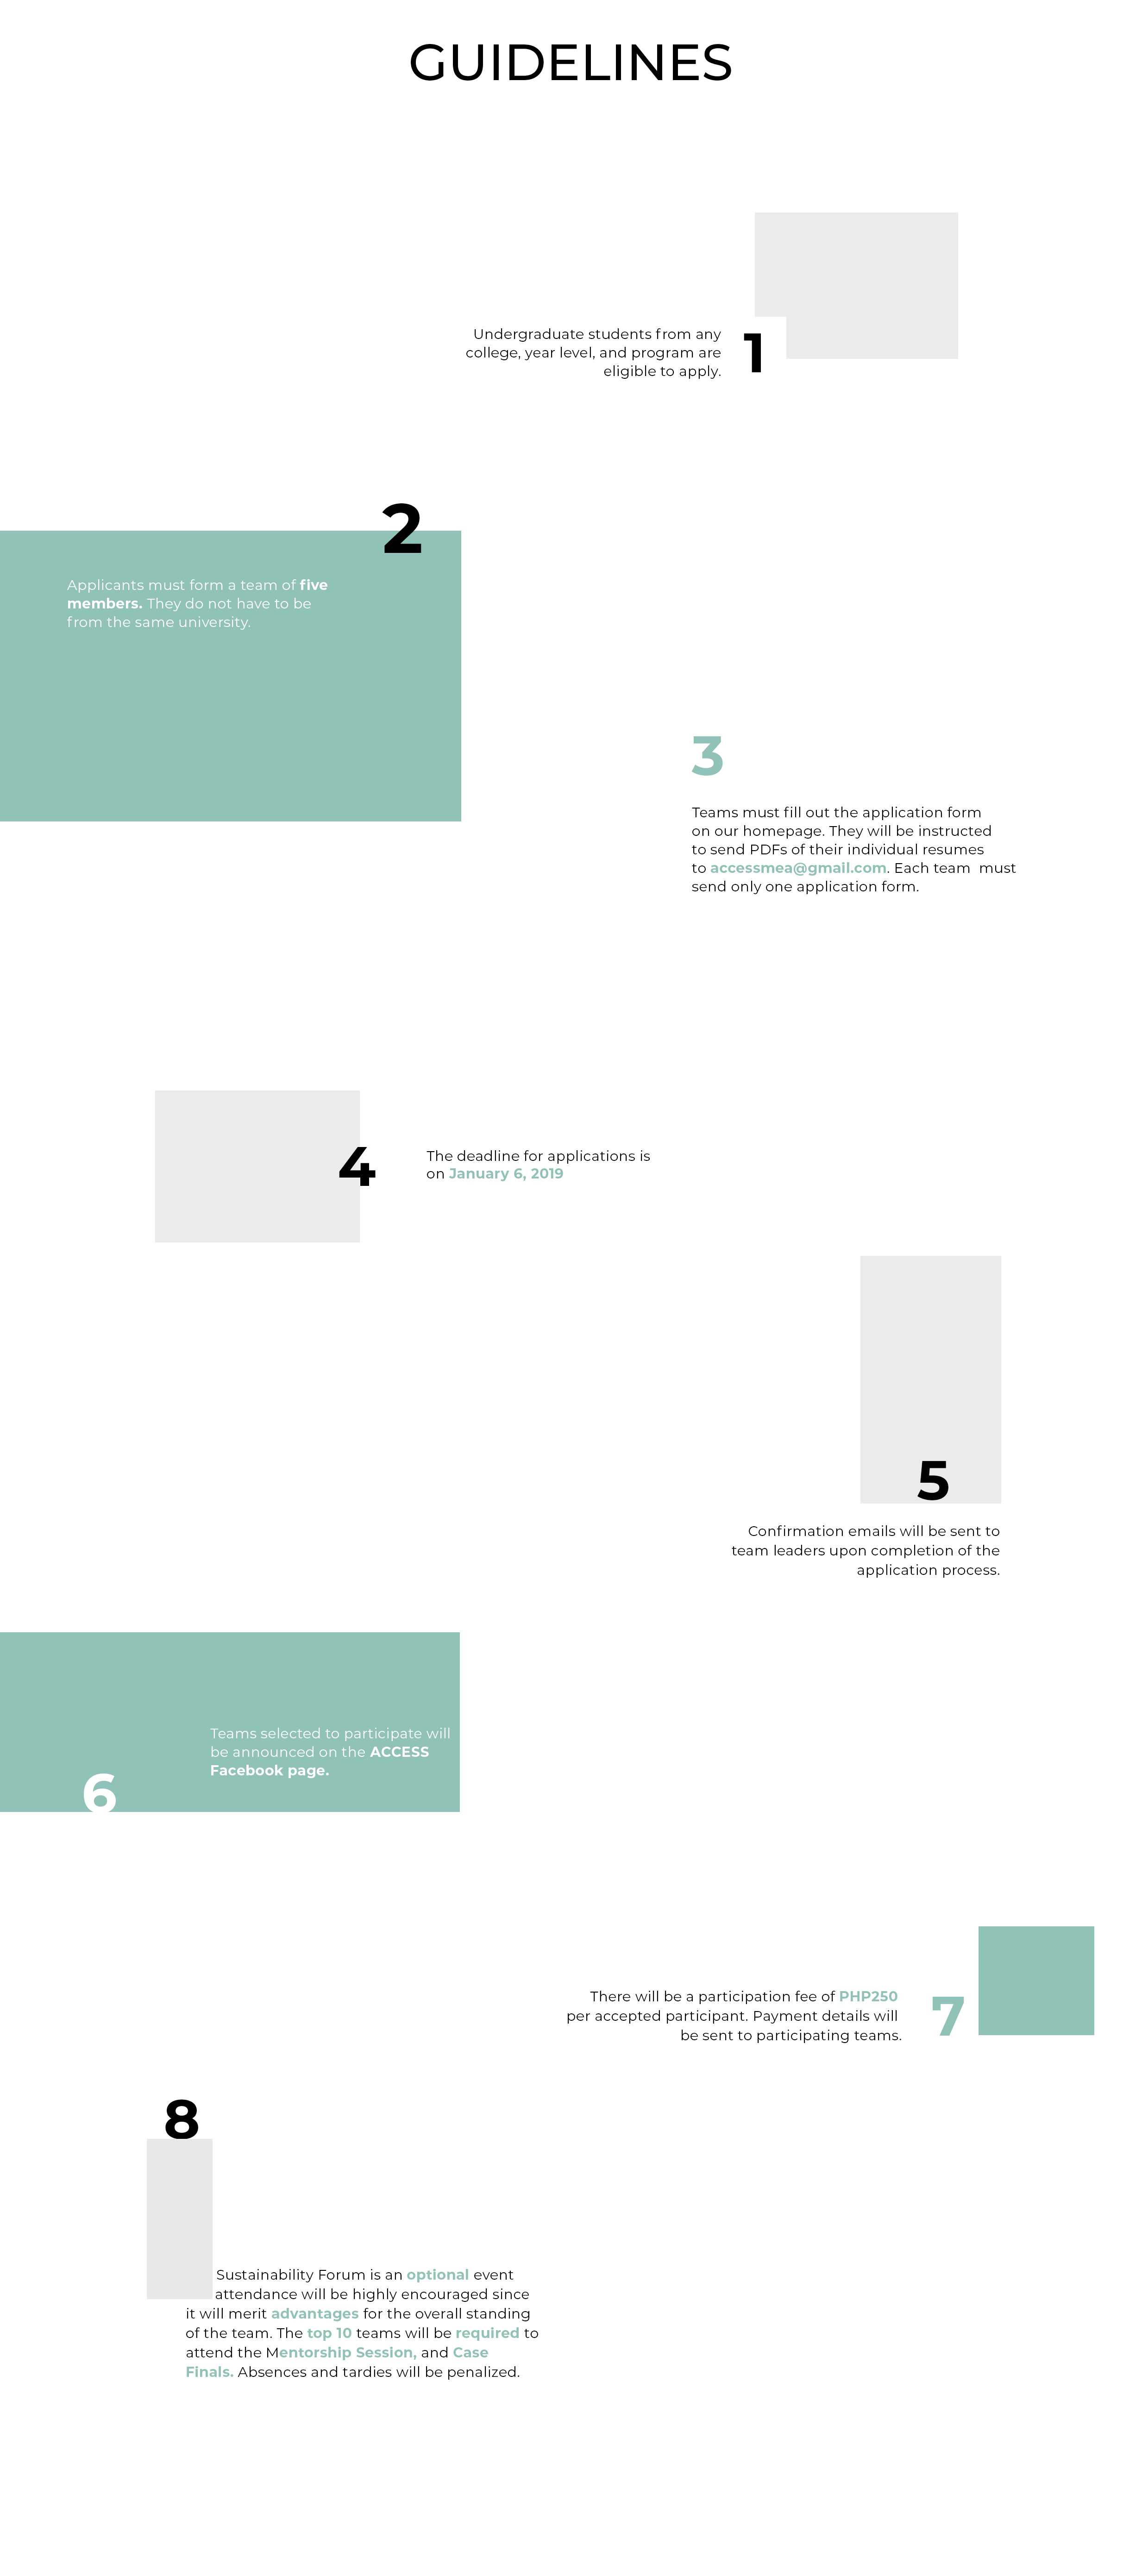 GUIDELINES
Undergraduate students from any
college, year level, and program are
eligible to apply.
1
2
Applicants must form a team of five
members. They do not have to be
from the same university.
3
Teams must fill out the application form
on our homepage. They will be instructed
to send PDFs of their individual resumes
to accessmea@gmail.com. Each team must
send only one application form.
4
The deadline for applications is
on January 6, 2019
5
Confirmation emails will be sent to
team leaders upon completion of the
application process.
6
Teams selected to participate will
be announced on the ACCESS
Facebook page.
7
There will be a participation fee of PHP250
per accepted participant. Payment details will
be sent to participating teams.
8
Sustainability Forum is an optional event
attendance will be highly encouraged since
it will merit advantages for the overall standing
of the team. The top 10 teams will be required to
attend the Mentorship Session, and Case
Finals. Absences and tardies will be penalized.